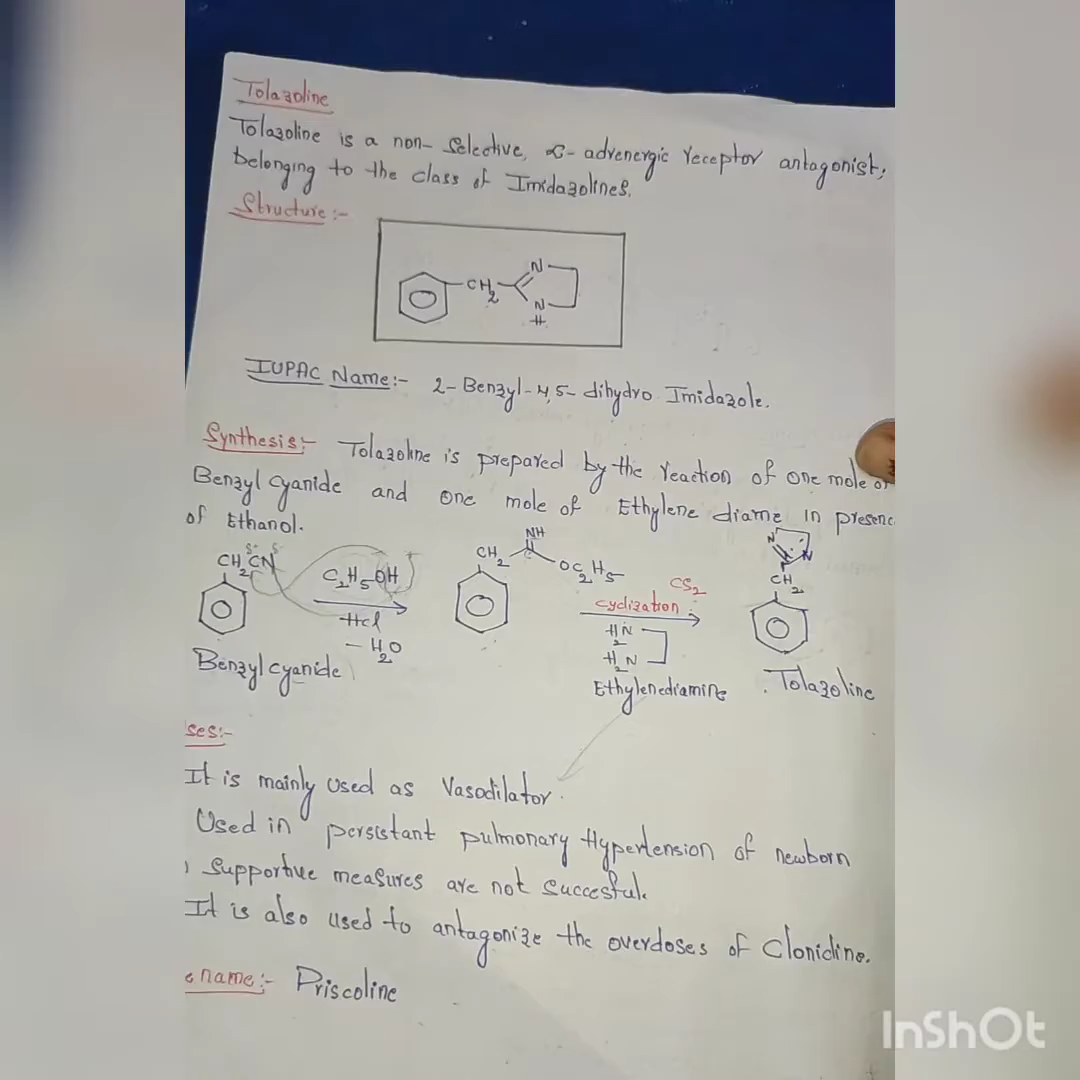 Tolazoline
Tolazoline is a non- Selective, α- adrenergic receptor antagonist,
belonging to the class of Imidazolines.
Structure:-
CH2 N
N
H
IUPAC Name:- 2- Benzyl-4,5- dihydro Imidazole.
Synthesis:- Tolazoline is prepared by the reaction of one mole of
Benzyl cyanide and one mole of Ethylene diame in presenc
of Ethanol.
CH2CN δ+ δ- C2H5OH HCl - H2O
CH2 NH OC2H5
CS2
cyclization
H2N
H2N
N N CH2
Benzyl cyanide Ethylenediamine . Tolazoline
ses:-
It is mainly used as Vasodilator.
Used in persistant pulmonary Hypertension of newborn
) Supportive measures are not Succesful.
It is also used to antagonize the overdoses of Clonidine.
e name:- Priscoline
InShOt